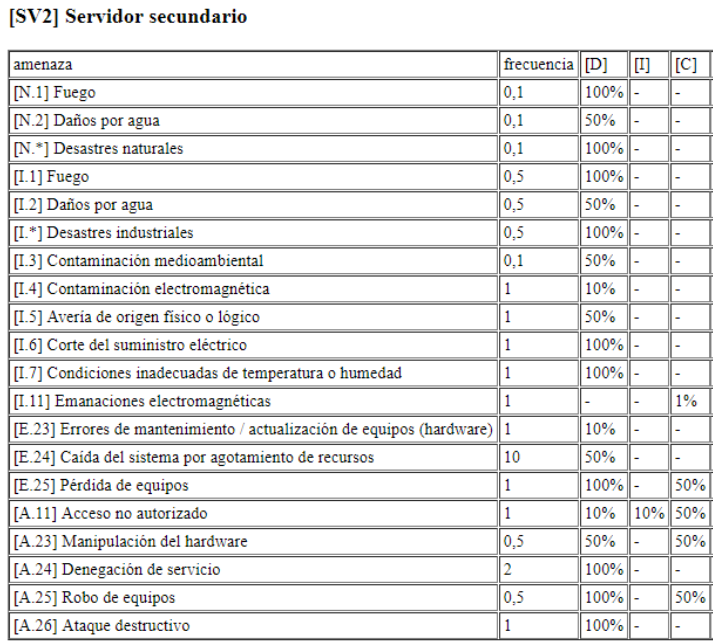 [SV2] Servidor secundario
amenaza frecuencia [D] [I] [C]
[N.1] Fuego 0,1 100% - -
[N.2] Daños por agua 0,1 50% - -
[N.*] Desastres naturales 0,1 100% - -
[I.1] Fuego 0,5 100% - -
[I.2] Daños por agua 0,5 50% - -
[I.*] Desastres industriales 0,5 100% - -
[I.3] Contaminación medioambiental 0,1 50% - -
[I.4] Contaminación electromagnética 1 10% - -
[I.5] Avería de origen físico o lógico 1 50% - -
[I.6] Corte del suministro eléctrico 1 100% - -
[I.7] Condiciones inadecuadas de temperatura o humedad 1 100% - -
[I.11] Emanaciones electromagnéticas 1 - - 1%
[E.23] Errores de mantenimiento / actualización de equipos (hardware) 1 10% - -
[E.24] Caída del sistema por agotamiento de recursos 10 50% - -
[E.25] Pérdida de equipos 1 100% - 50%
[A.11] Acceso no autorizado 1 10% 10% 50%
[A.23] Manipulación del hardware 0,5 50% - 50%
[A.24] Denegación de servicio 2 100% - -
[A.25] Robo de equipos 0,5 100% - 50%
[A.26] Ataque destructivo 1 100% - -